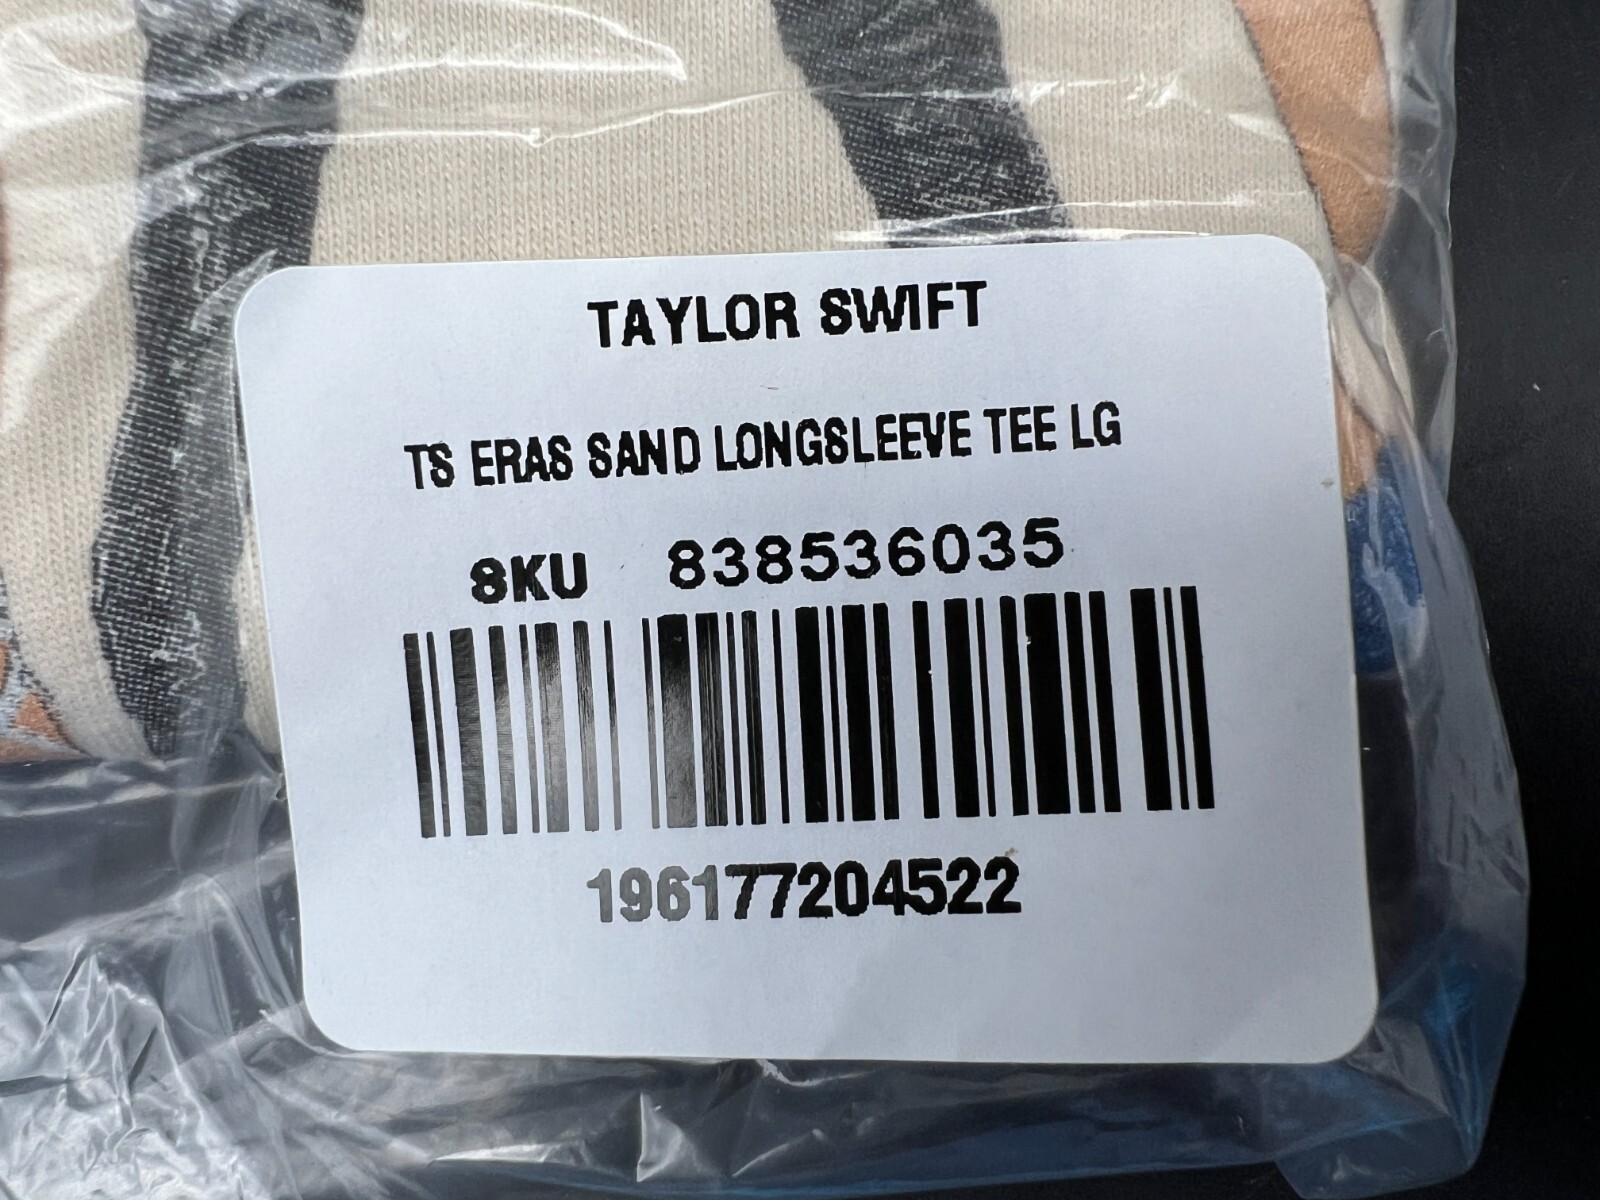 TAYLOR SWIFT
TS ERAS SAND LONGSLEEVE TEE LG
SKU 838536035
196177204522